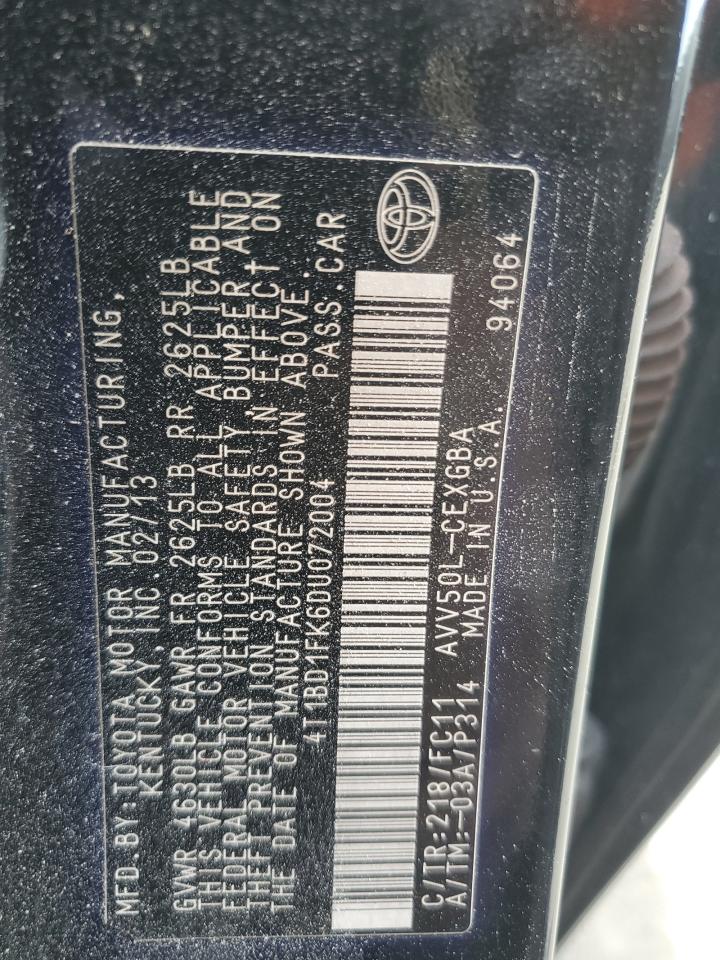 MFD.BY:TOYOTA MOTOR MANUFACTURING,
KENTUCKY, INC. 02/13
GVWR 4630LB GAWR FR 2625LB RR 2625LB
THIS VEHICLE CONFORMS TO ALL APPLICABLE
FEDERAL MOTOR VEHICLE SAFETY, BUMPER AND
THEFT PREVENTION STANDARDS IN EFFECT ON
THE DATE OF MANUFACTURE SHOWN ABOVE.
4T1BD1FK6DU072004 PASS.CAR
C/TR:218/FC11 AVV50L-CEXGBA
A/TM:-03A/P314 MADE IN U.S.A. 94064